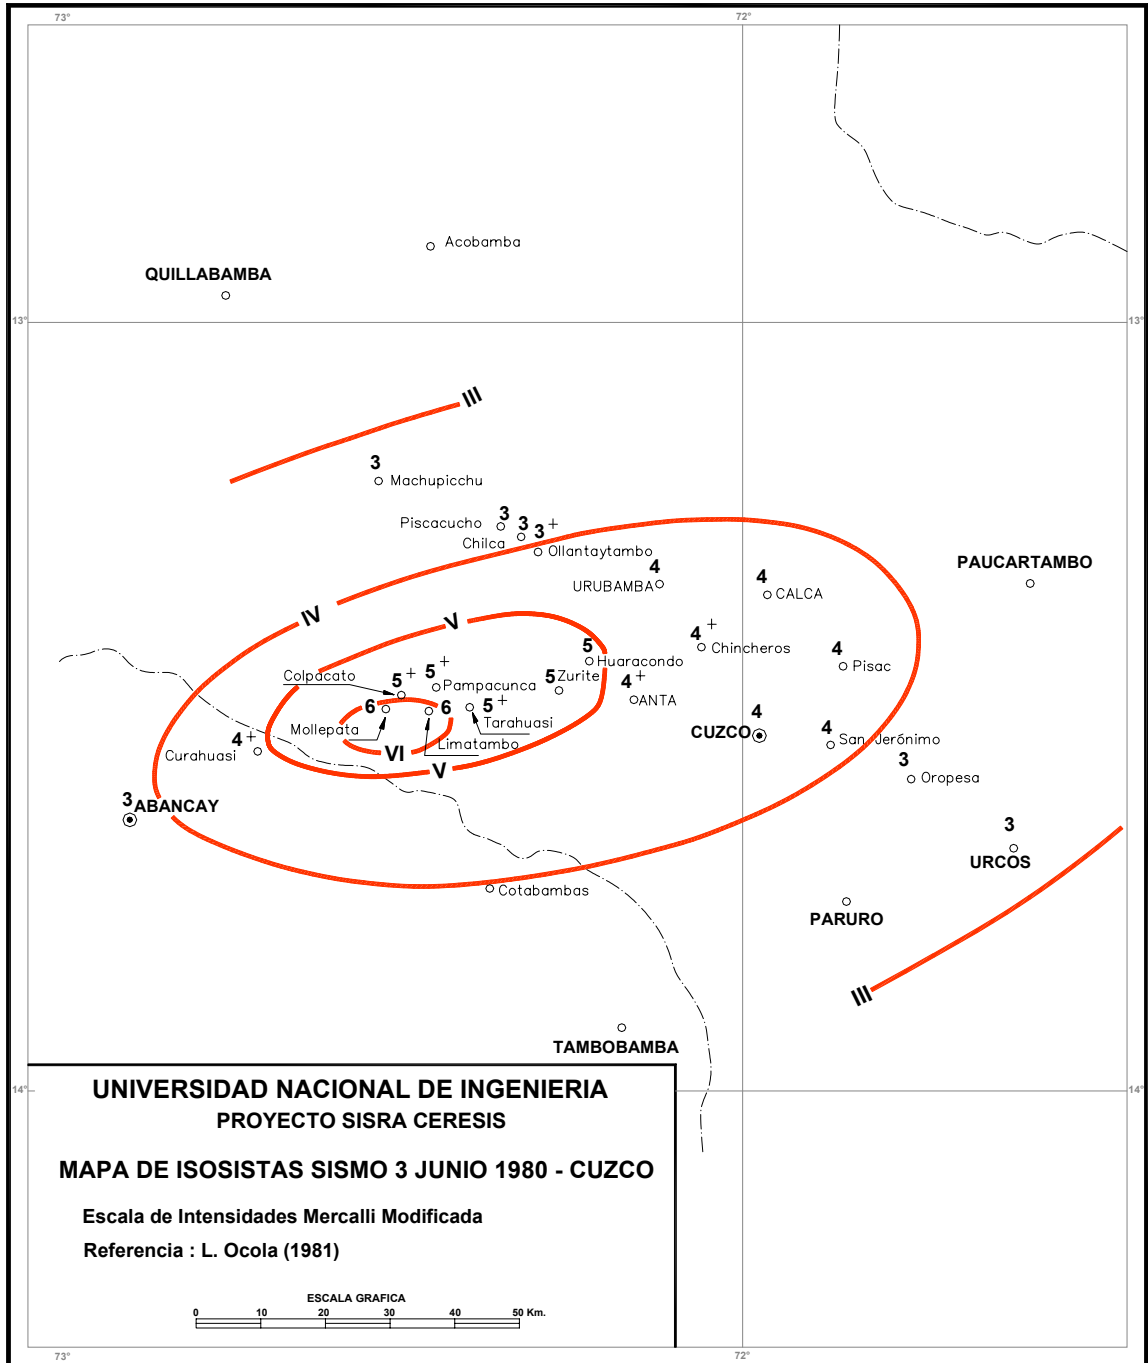 73°
72°
Acobamba
QUILLABAMBA
13°
13°
III
3
Machupicchu
3
Piscacucho
3
Chilca
3+
Ollantaytambo
4
URUBAMBA
4
CALCA
PAUCARTAMBO
IV
V
4+
Chincheros
5
Huaracondo
4
Pisac
Colpacato
5+
5+
Pampacunca
5
Zurite
4+
ANTA
6
Mollepata
6
Limatambo
5+
Tarahuasi
4
CUZCO
4
San Jerónimo
4+
Curahuasi
VI
V
3
Oropesa
3
ABANCAY
3
URCOS
Cotabambas
PARURO
III
TAMBOBAMBA
14°
14°
UNIVERSIDAD NACIONAL DE INGENIERIA
PROYECTO SISRA CERESIS
MAPA DE ISOSISTAS SISMO 3 JUNIO 1980 - CUZCO
Escala de Intensidades Mercalli Modificada
Referencia : L. Ocola (1981)
ESCALA GRAFICA
0 10 20 30 40 50 Km.
73°
72°